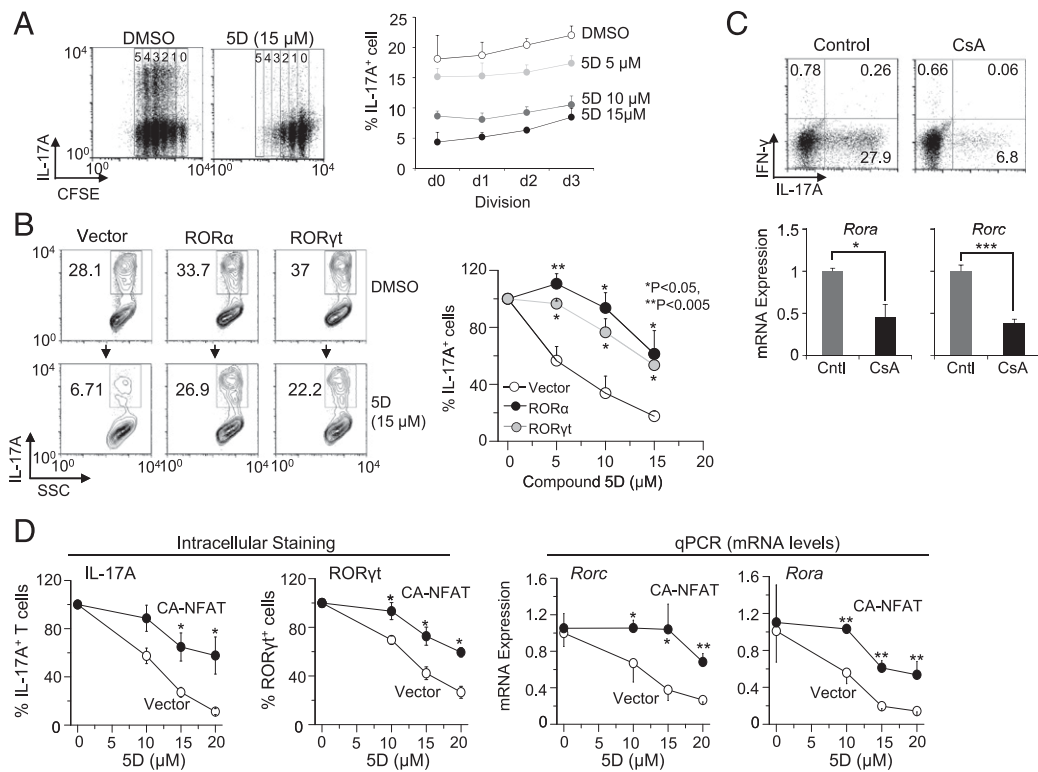 A
DMSO
5D (15 μM)
5 4 3 2 1 0
5 4 3 2 1 0
10⁴
10⁰
10⁰
10⁴
10⁰
10⁴
IL-17A
CFSE
% IL-17A⁺ cell
25
20
15
10
5
0
DMSO
5D 5 μM
5D 10 μM
5D 15μM
d0
d1
d2
d3
Division
C
Control
CsA
0.78
0.26
0.66
0.06
27.9
6.8
IFN-γ
IL-17A
Rora
Rorc
*
***
mRNA Expression
1
0.5
0
Cntl
CsA
Cntl
CsA
B
Vector
RORα
RORγt
10⁴
28.1
33.7
37
DMSO
10⁰
10⁴
6.71
26.9
22.2
5D
(15 μM)
10⁰
10⁰
10⁴
10⁰
10⁴
10⁰
10⁴
IL-17A
SSC
% IL-17A⁺ cells
120
80
40
0
**
*
*
*
*
*
*P<0.05,
**P<0.005
Vector
RORα
RORγt
0
5
10
15
20
Compound 5D (μM)
D
Intracellular Staining
qPCR (mRNA levels)
IL-17A
% IL-17A⁺ T cells
120
80
40
0
CA-NFAT
*
*
Vector
0
5
10
15
20
5D (μM)
RORγt
% RORγt⁺ cells
120
80
40
0
CA-NFAT
*
*
*
Vector
0
5
10
15
20
5D (μM)
Rorc
mRNA Expression
1.6
1.2
0.8
0.4
0
CA-NFAT
*
*
**
Vector
0
5
10
15
20
5D (μM)
Rora
1.6
1.2
0.8
0.4
0
CA-NFAT
**
**
**
Vector
0
5
10
15
20
5D (μM)